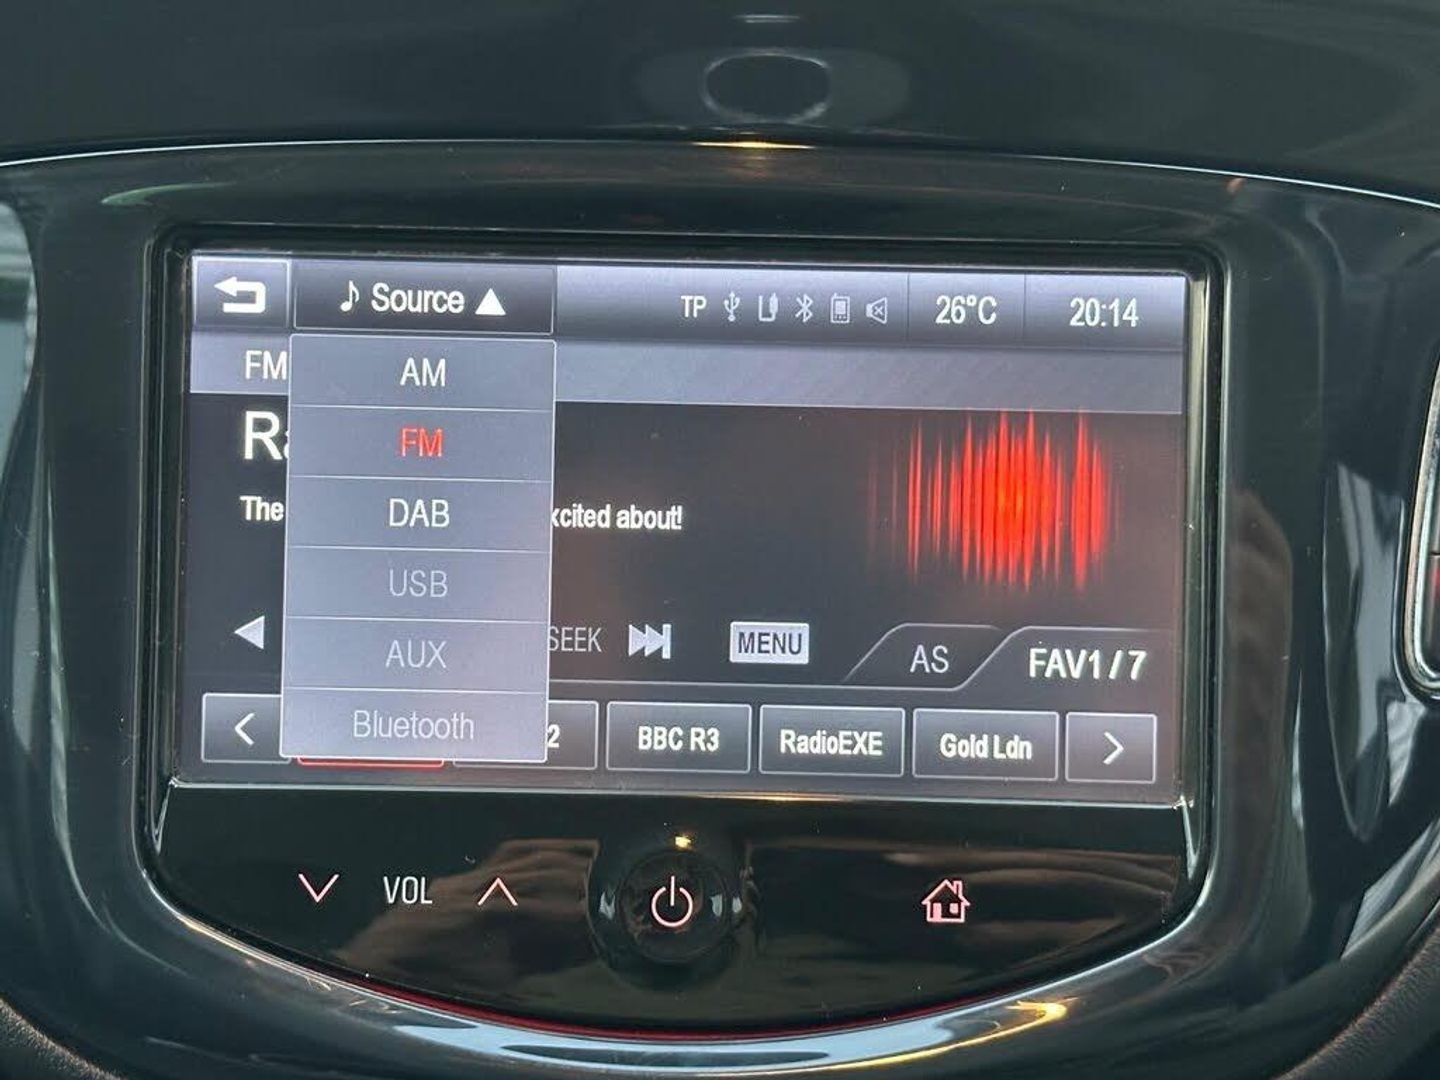 Source
TP
26°C
20:14
FM
AM
FM
DAB
USB
AUX
Bluetooth
The
xcited about!
SEEK
MENU
AS
FAV1/7
2
BBC R3
RadioEXE
Gold Ldn
VOL